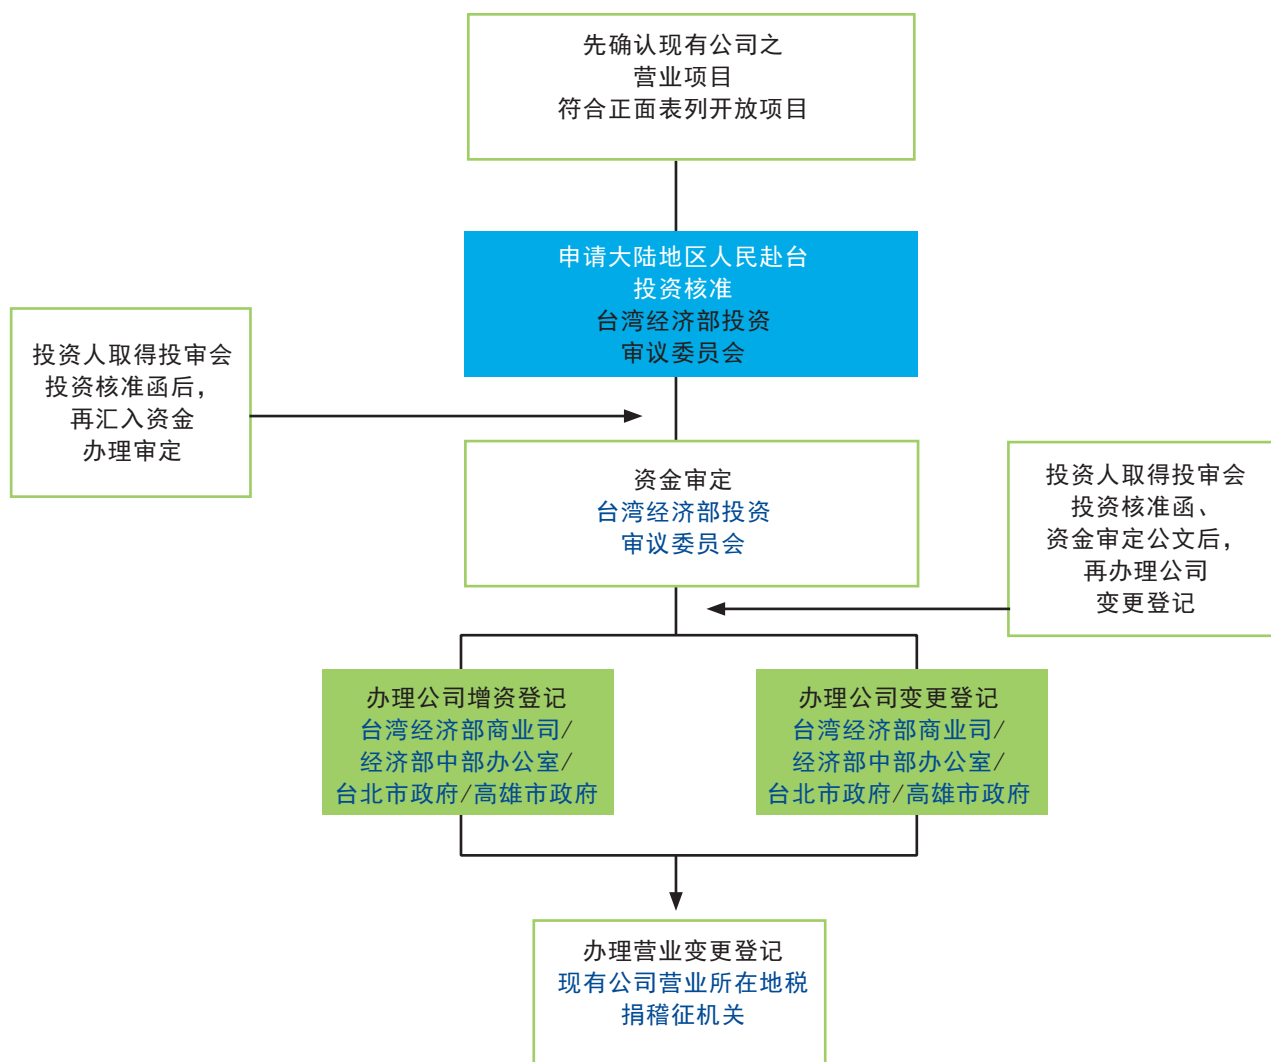 先确认现有公司之
营业项目
符合正面表列开放项目
申请大陆地区人民赴台
投资核准
台湾经济部投资
审议委员会
投资人取得投审会
投资核准函后，
再汇入资金
办理审定
资金审定
台湾经济部投资
审议委员会
投资人取得投审会
投资核准函、
资金审定公文后，
再办理公司
变更登记
办理公司增资登记
台湾经济部商业司/
经济部中部办公室/
台北市政府/高雄市政府
办理公司变更登记
台湾经济部商业司/
经济部中部办公室/
台北市政府/高雄市政府
办理营业变更登记
现有公司营业所在地税
捐稽征机关